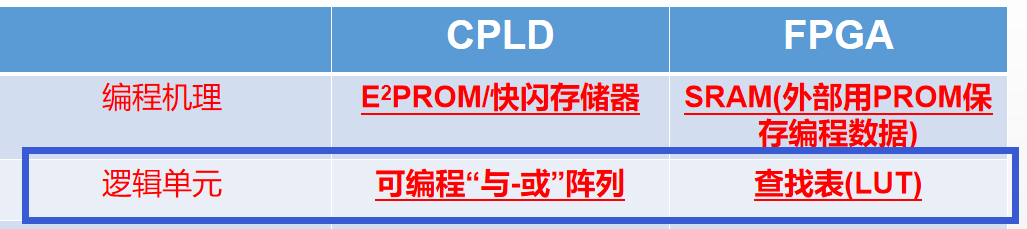 CPLD FPGA
编程机理 E²PROM/快闪存储器 SRAM(外部用PROM保
存编程数据)
逻辑单元 可编程“与-或”阵列 查找表(LUT)